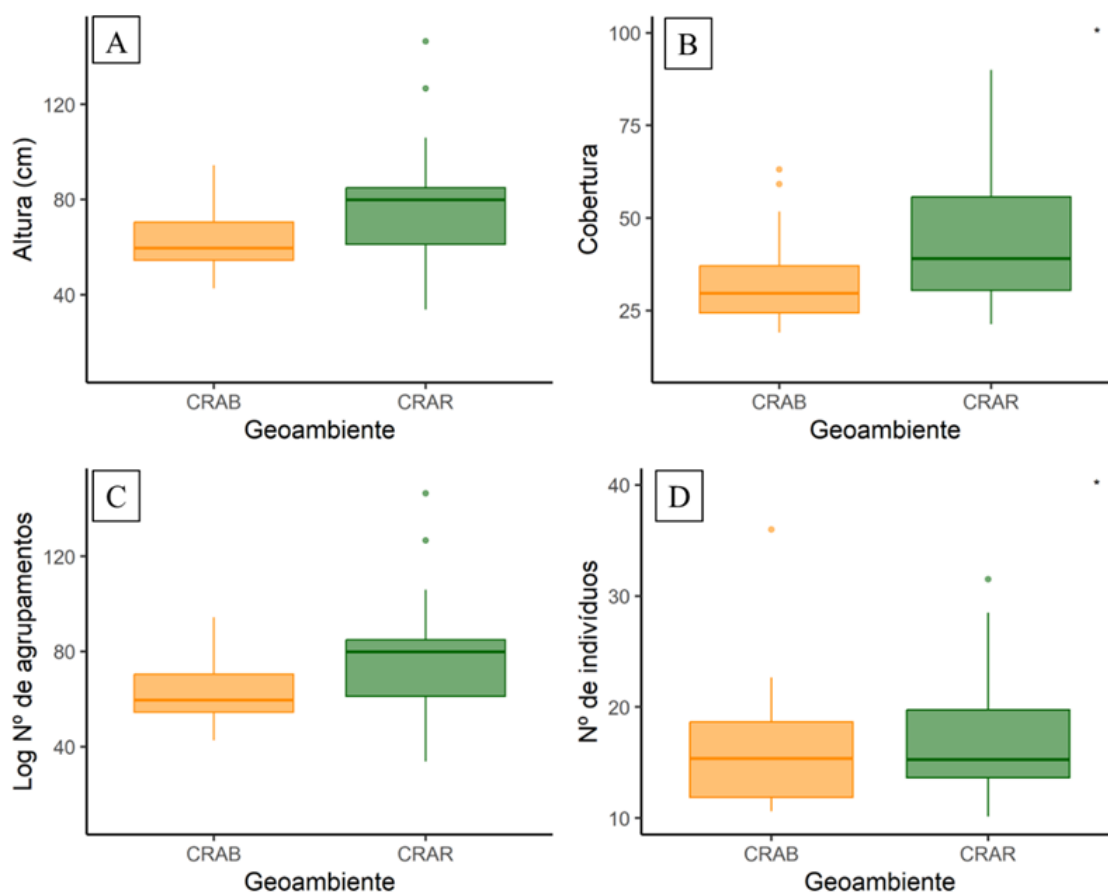 A
Altura (cm)
120
80
40
CRAB CRAR
Geoambiente
B
*
Cobertura
100
75
50
25
CRAB CRAR
Geoambiente
C
Log Nº de agrupamentos
120
80
40
CRAB CRAR
Geoambiente
D
*
Nº de indivíduos
40
30
20
10
CRAB CRAR
Geoambiente